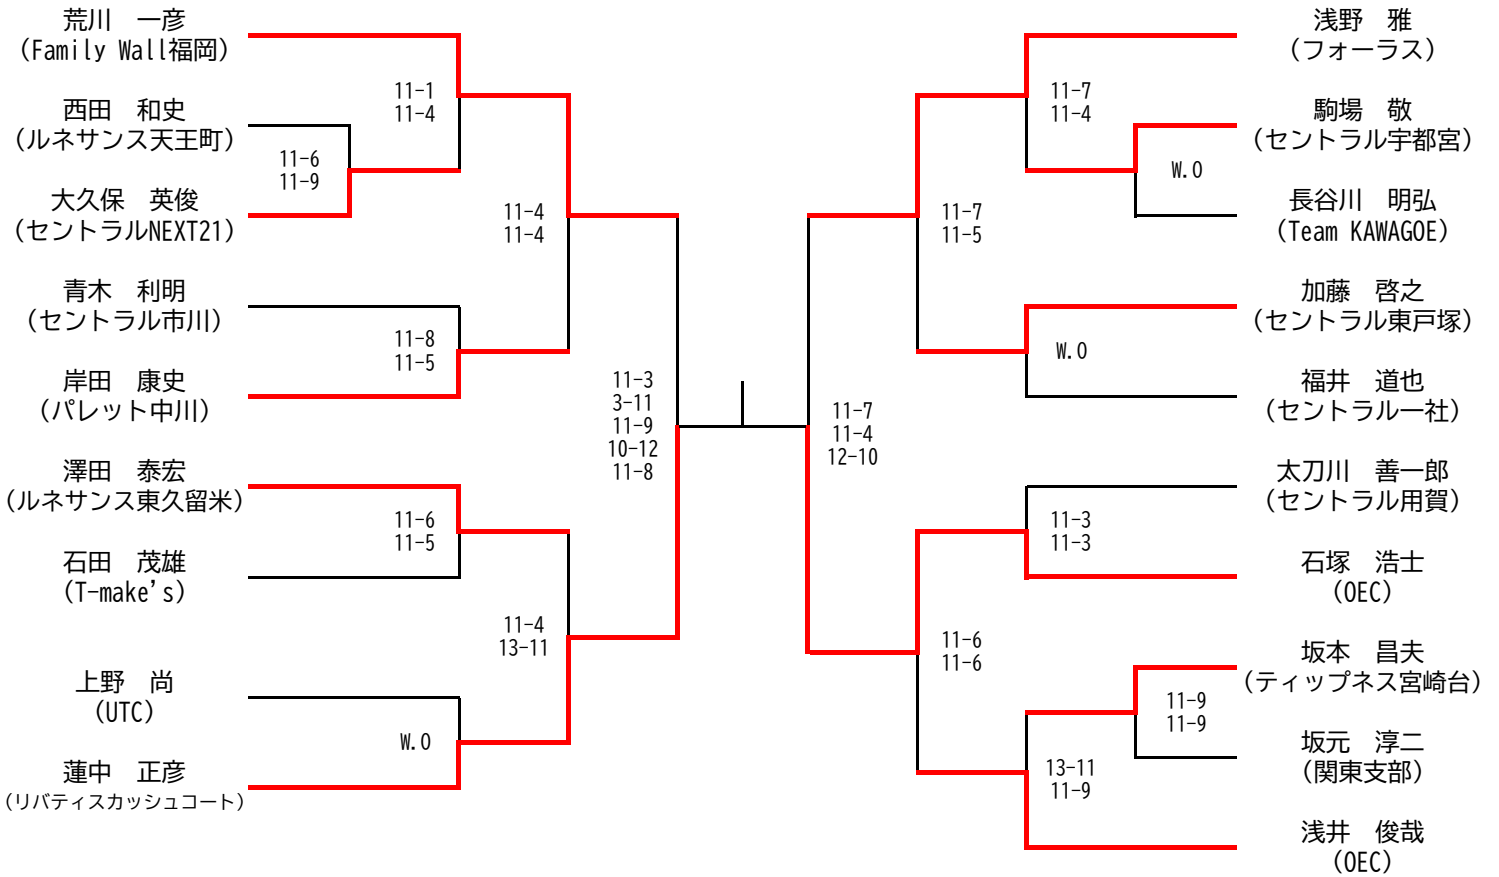 荒川　一彦
（Family Wall福岡）
西田　和史
（ルネサンス天王町）
大久保　英俊
（セントラルNEXT21）
青木　利明
（セントラル市川）
岸田　康史
（パレット中川）
澤田　泰宏
（ルネサンス東久留米）
石田　茂雄
（T-make's）
上野　尚
（UTC）
蓮中　正彦
（リバティスカッシュコート）
11-6
11-9
11-1
11-4
11-8
11-5
11-6
11-5
W.O
11-4
11-4
11-4
13-11
11-3
3-11
11-9
10-12
11-8
11-7
11-4
12-10
11-7
11-5
11-6
11-6
11-7
11-4
W.O
11-3
11-3
13-11
11-9
W.O
11-9
11-9
浅野　雅
（フォーラス）
駒場　敬
（セントラル宇都宮）
長谷川　明弘
（Team KAWAGOE）
加藤　啓之
（セントラル東戸塚）
福井　道也
（セントラル一社）
太刀川　善一郎
（セントラル用賀）
石塚　浩士
（OEC）
坂本　昌夫
（ティップネス宮崎台）
坂元　淳二
（関東支部）
浅井　俊哉
（OEC）